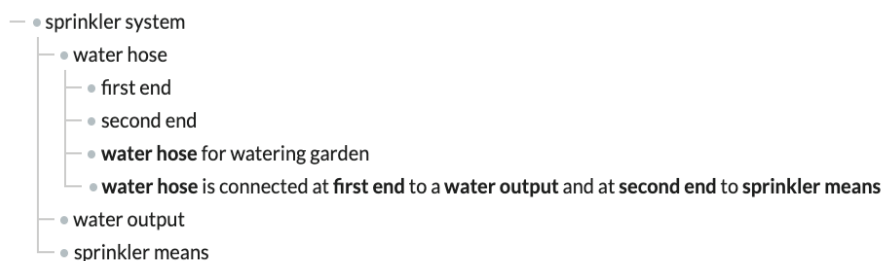 sprinkler system
water hose
first end
second end
water hose for watering garden
water hose is connected at first end to a water output and at second end to sprinkler means
water output
sprinkler means